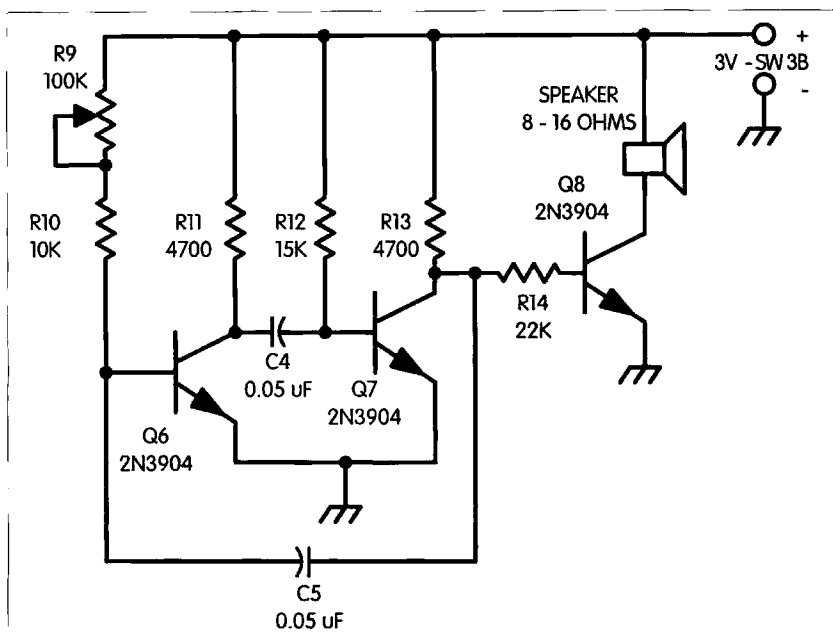 R9
100K
+
3V - SW 3B
-
SPEAKER
8 - 16 OHMS
Q8
2N3904
R10
10K
R11
4700
R12
15K
R13
4700
R14
22K
C4
0.05 uF
Q7
2N3904
Q6
2N3904
C5
0.05 uF